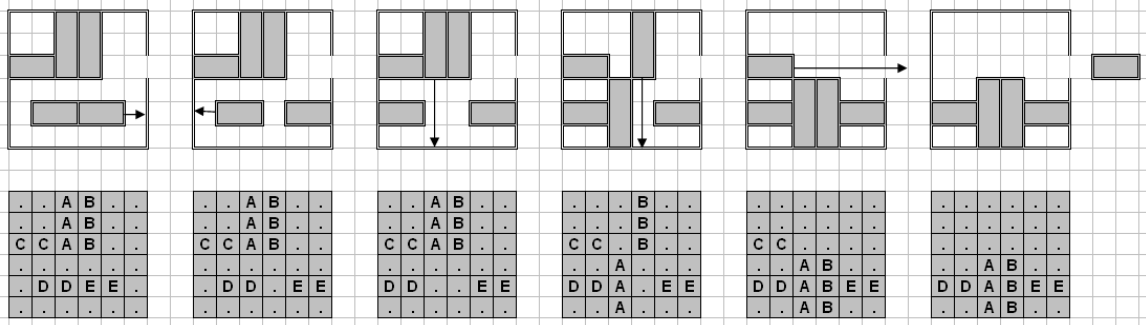 . . A B . .
. . A B . .
C C A B . .
. . . . . .
. D D E E .
. . . . . .
. . A B . .
. . A B . .
C C A B . .
. . . . . .
. D D . E E
. . . . . .
. . A B . .
. . A B . .
C C A B . .
. . . . . .
D D . . E E
. . . . . .
. . . B . .
. . . B . .
C C . B . .
. . A . . .
D D A . E E
. . A . . .
. . . . . .
. . . . . .
C C . . . .
. . A B . .
D D A B E E
. . A B . .
. . . . . .
. . . . . .
. . . . . .
. . A B . .
D D A B E E
. . A B . .